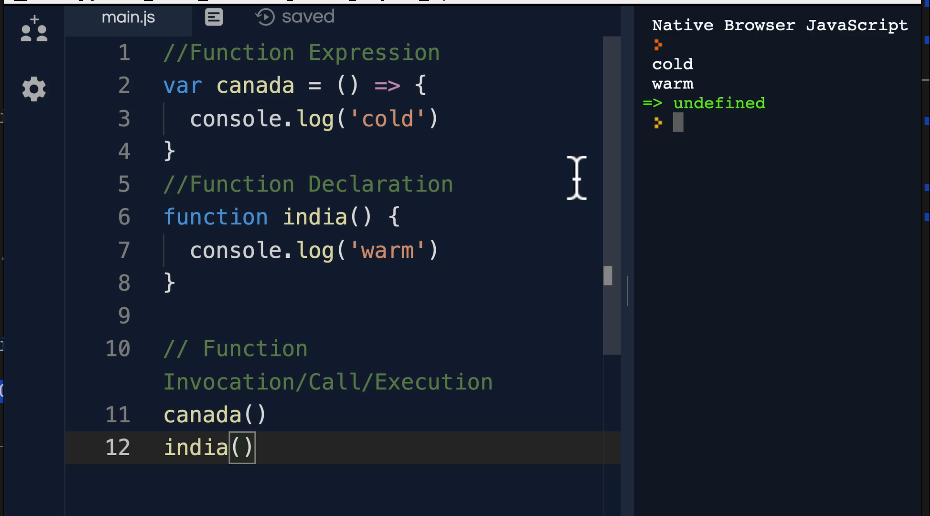 main.js saved
1 //Function Expression
2 var canada = () => {
3 console.log('cold')
4 }
5 //Function Declaration
6 function india() {
7 console.log('warm')
8 }
9
10 // Function
Invocation/Call/Execution
11 canada()
12 india()
Native Browser JavaScript
cold
warm
=> undefined